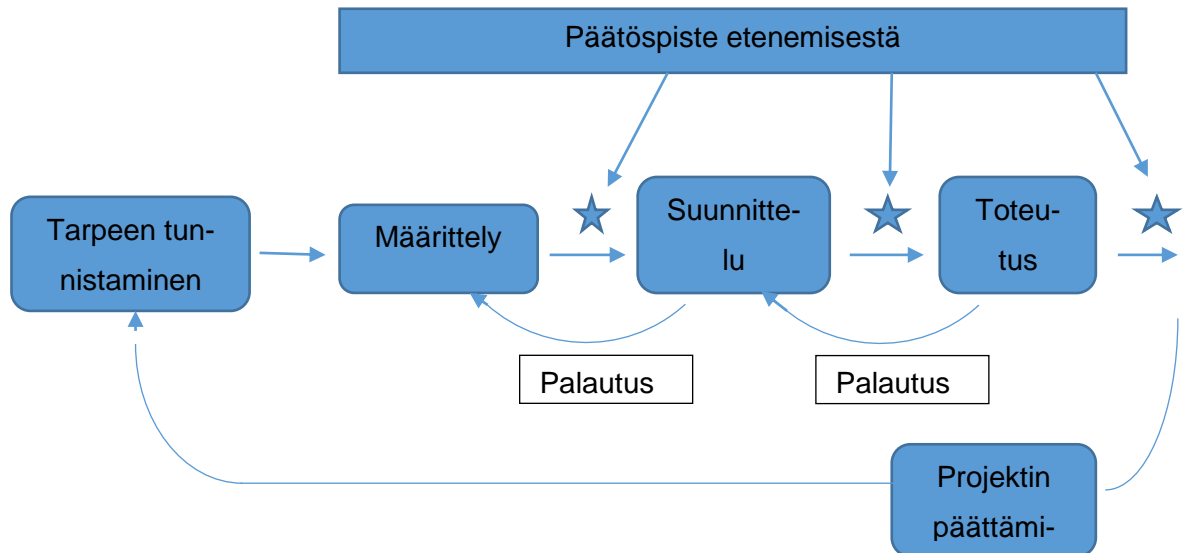 Päätöspiste etenemisestä
Tarpeen tun-
nistaminen
Määrittely
Suunnitte-
lu
Toteu-
tus
Palautus
Palautus
Projektin
päättämi-